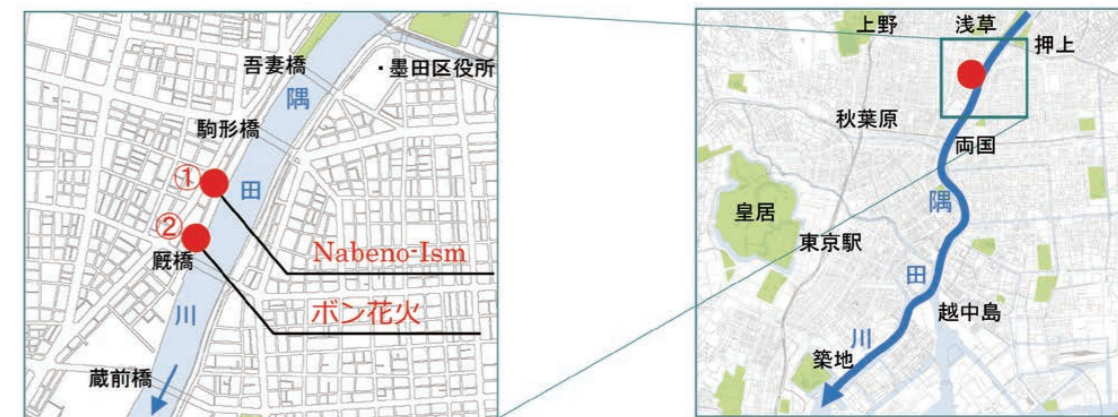 吾妻橋
・墨田区役所
隅
駒形橋
①
田
②
厩橋
Nabeno-Ism
川
ボン花火
蔵前橋
上野
浅草
押上
秋葉原
両国
皇居
隅
東京駅
田
越中島
川
築地